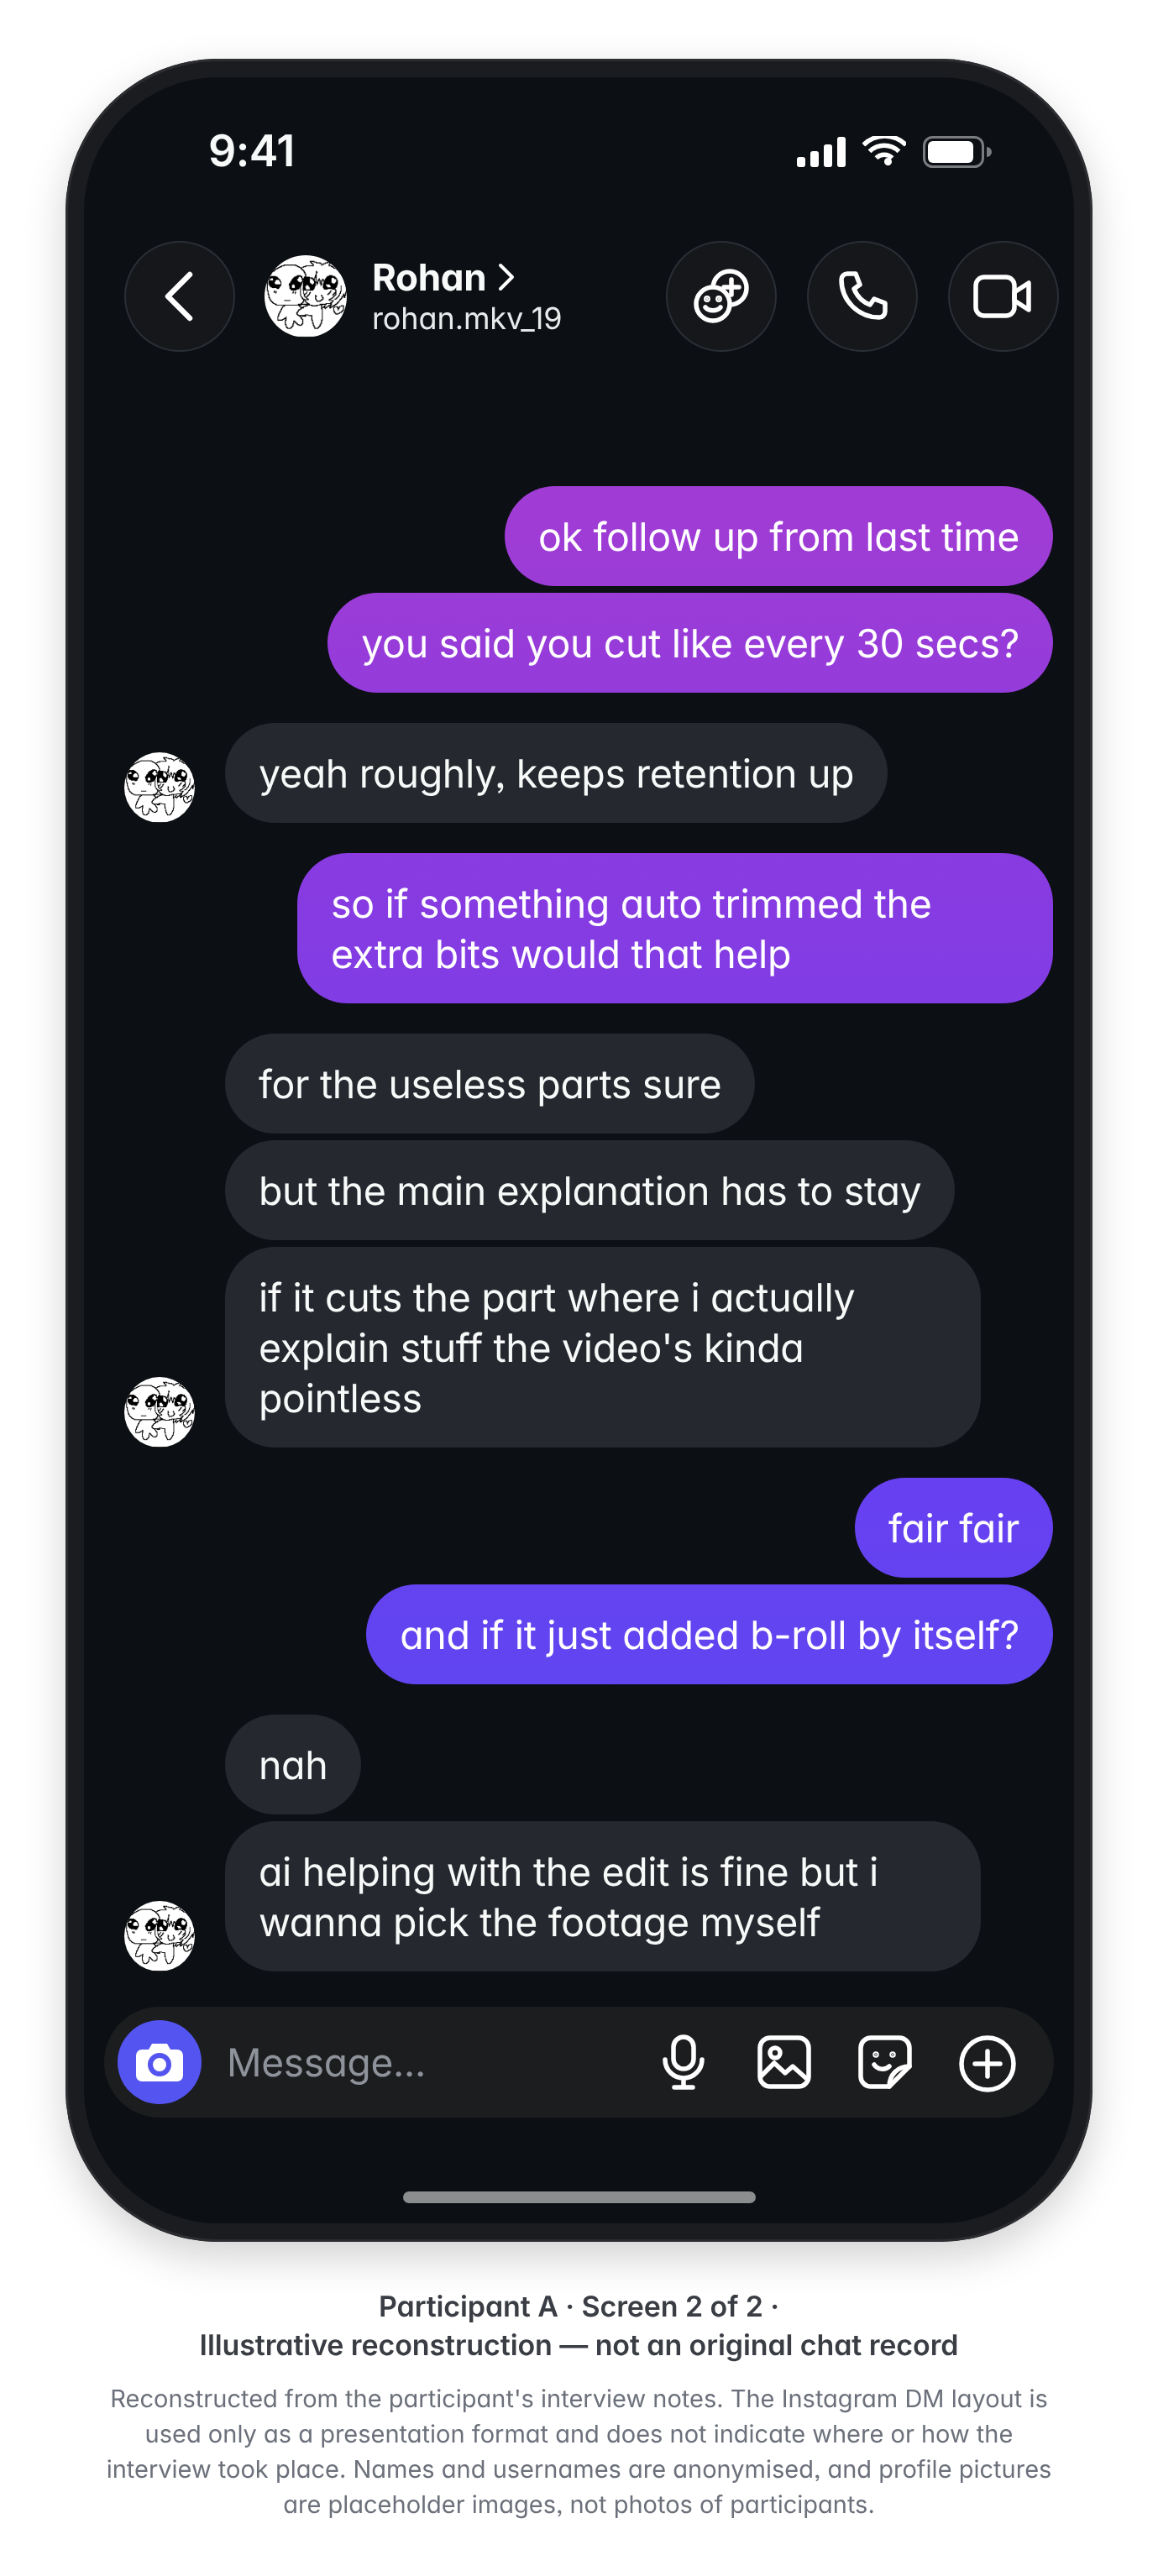 9:41
Rohan
rohan.mkv_19
ok follow up from last time
you said you cut like every 30 secs?
yeah roughly, keeps retention up
so if something auto trimmed the
extra bits would that help
for the useless parts sure
but the main explanation has to stay
if it cuts the part where i actually
explain stuff the video's kinda
pointless
fair fair
and if it just added b-roll by itself?
nah
ai helping with the edit is fine but i
wanna pick the footage myself
Message...
Participant A · Screen 2 of 2 ·
Illustrative reconstruction — not an original chat record
Reconstructed from the participant's interview notes. The Instagram DM layout is
used only as a presentation format and does not indicate where or how the
interview took place. Names and usernames are anonymised, and profile pictures
are placeholder images, not photos of participants.